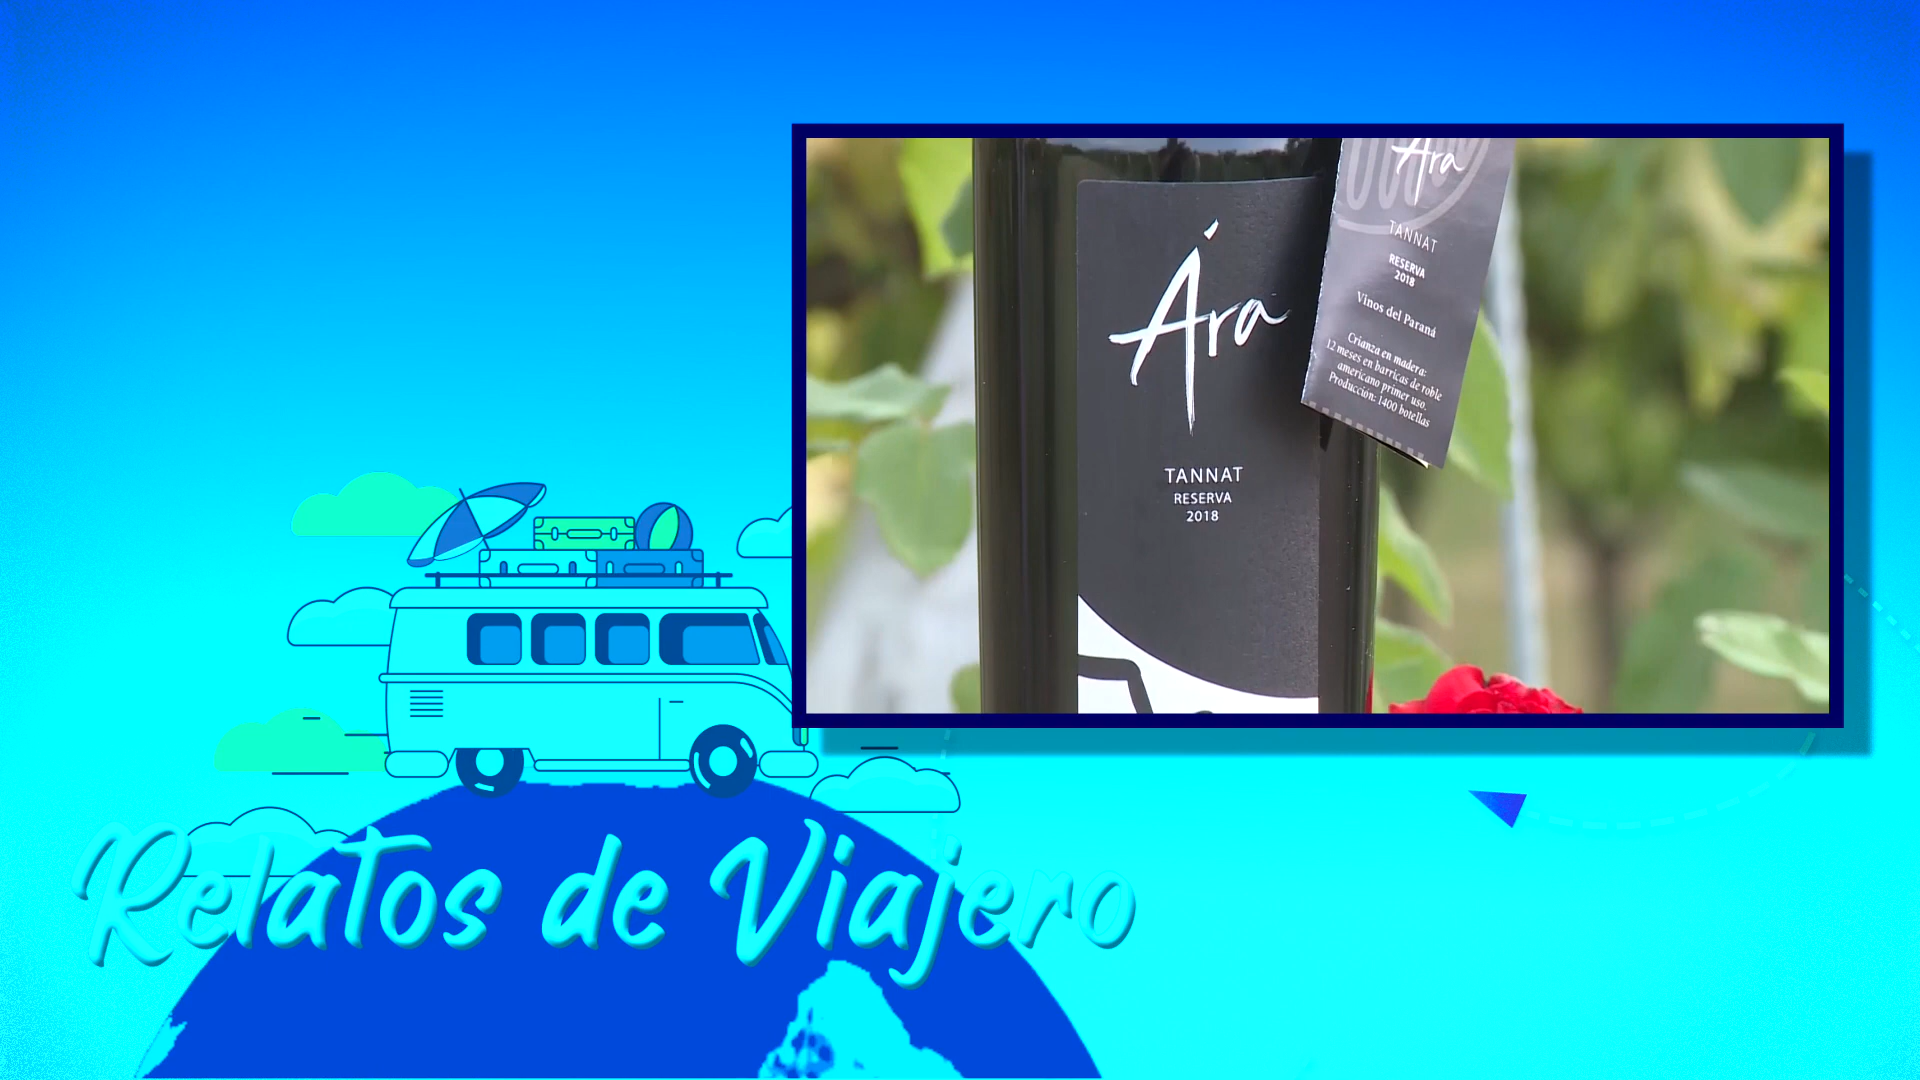 Ára
TANNAT
RESERVA
2018
Ára
TANNAT
RESERVA
2018
Vinos del Paraná
Crianza en madera:
12 meses en barricas de roble
americano primer uso.
Producción: 1400 botellas
Relatos de Viajero